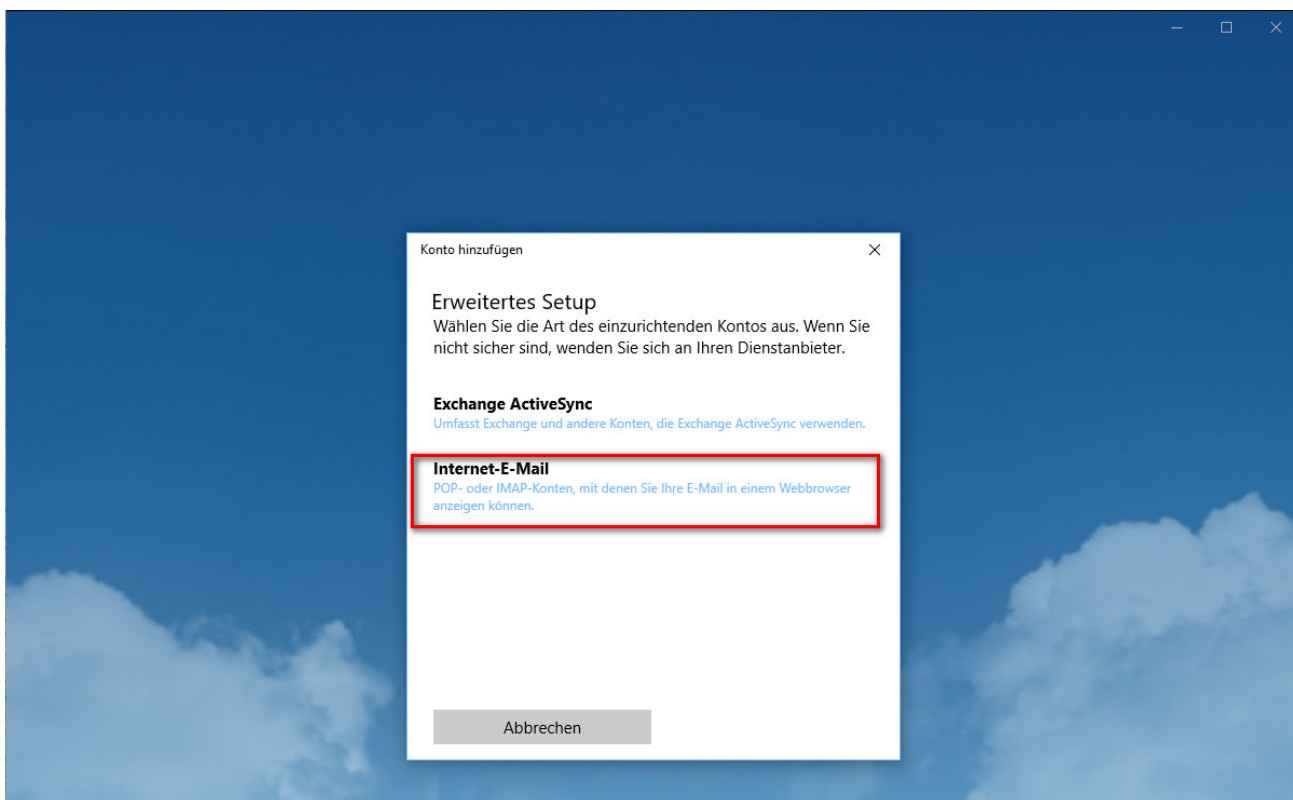 Konto hinzufügen
Erweitertes Setup
Wählen Sie die Art des einzurichtenden Kontos aus. Wenn Sie
nicht sicher sind, wenden Sie sich an Ihren Dienstanbieter.
Exchange ActiveSync
Umfasst Exchange und andere Konten, die Exchange ActiveSync verwenden.
Internet-E-Mail
POP- oder IMAP-Konten, mit denen Sie Ihre E-Mail in einem Webbrowser
anzeigen können.
Abbrechen